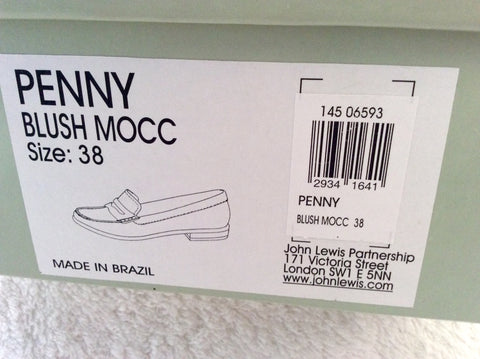 PENNY
BLUSH MOCC
Size: 38
MADE IN BRAZIL
145 06593
2934 1641
PENNY
BLUSH MOCC 38
John Lewis Partnership
171 Victoria Street
London SW1 E 5NN
www.johnlewis.com